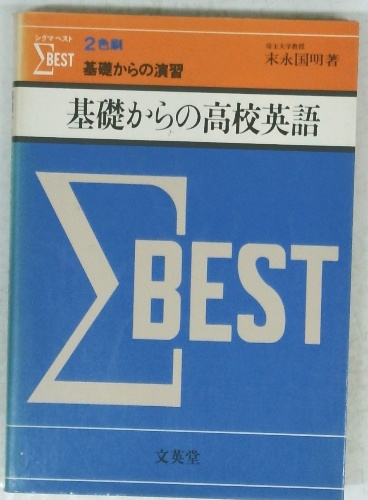 シグマベスト
ΣBEST
2色刷
基礎からの演習
帝王大学教授
末永国明著
基礎からの高校英語
ΣBEST
文英堂